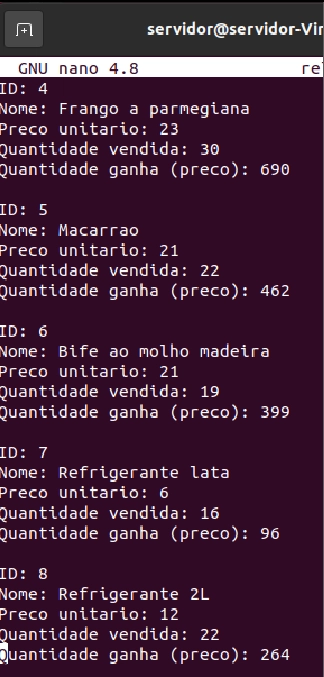 servidor@servidor-Vir
GNU nano 4.8 re
ID: 4
Nome: Frango a parmegiana
Preco unitario: 23
Quantidade vendida: 30
Quantidade ganha (preco): 690
ID: 5
Nome: Macarrao
Preco unitario: 21
Quantidade vendida: 22
Quantidade ganha (preco): 462
ID: 6
Nome: Bife ao molho madeira
Preco unitario: 21
Quantidade vendida: 19
Quantidade ganha (preco): 399
ID: 7
Nome: Refrigerante lata
Preco unitario: 6
Quantidade vendida: 16
Quantidade ganha (preco): 96
ID: 8
Nome: Refrigerante 2L
Preco unitario: 12
Quantidade vendida: 22
Quantidade ganha (preco): 264